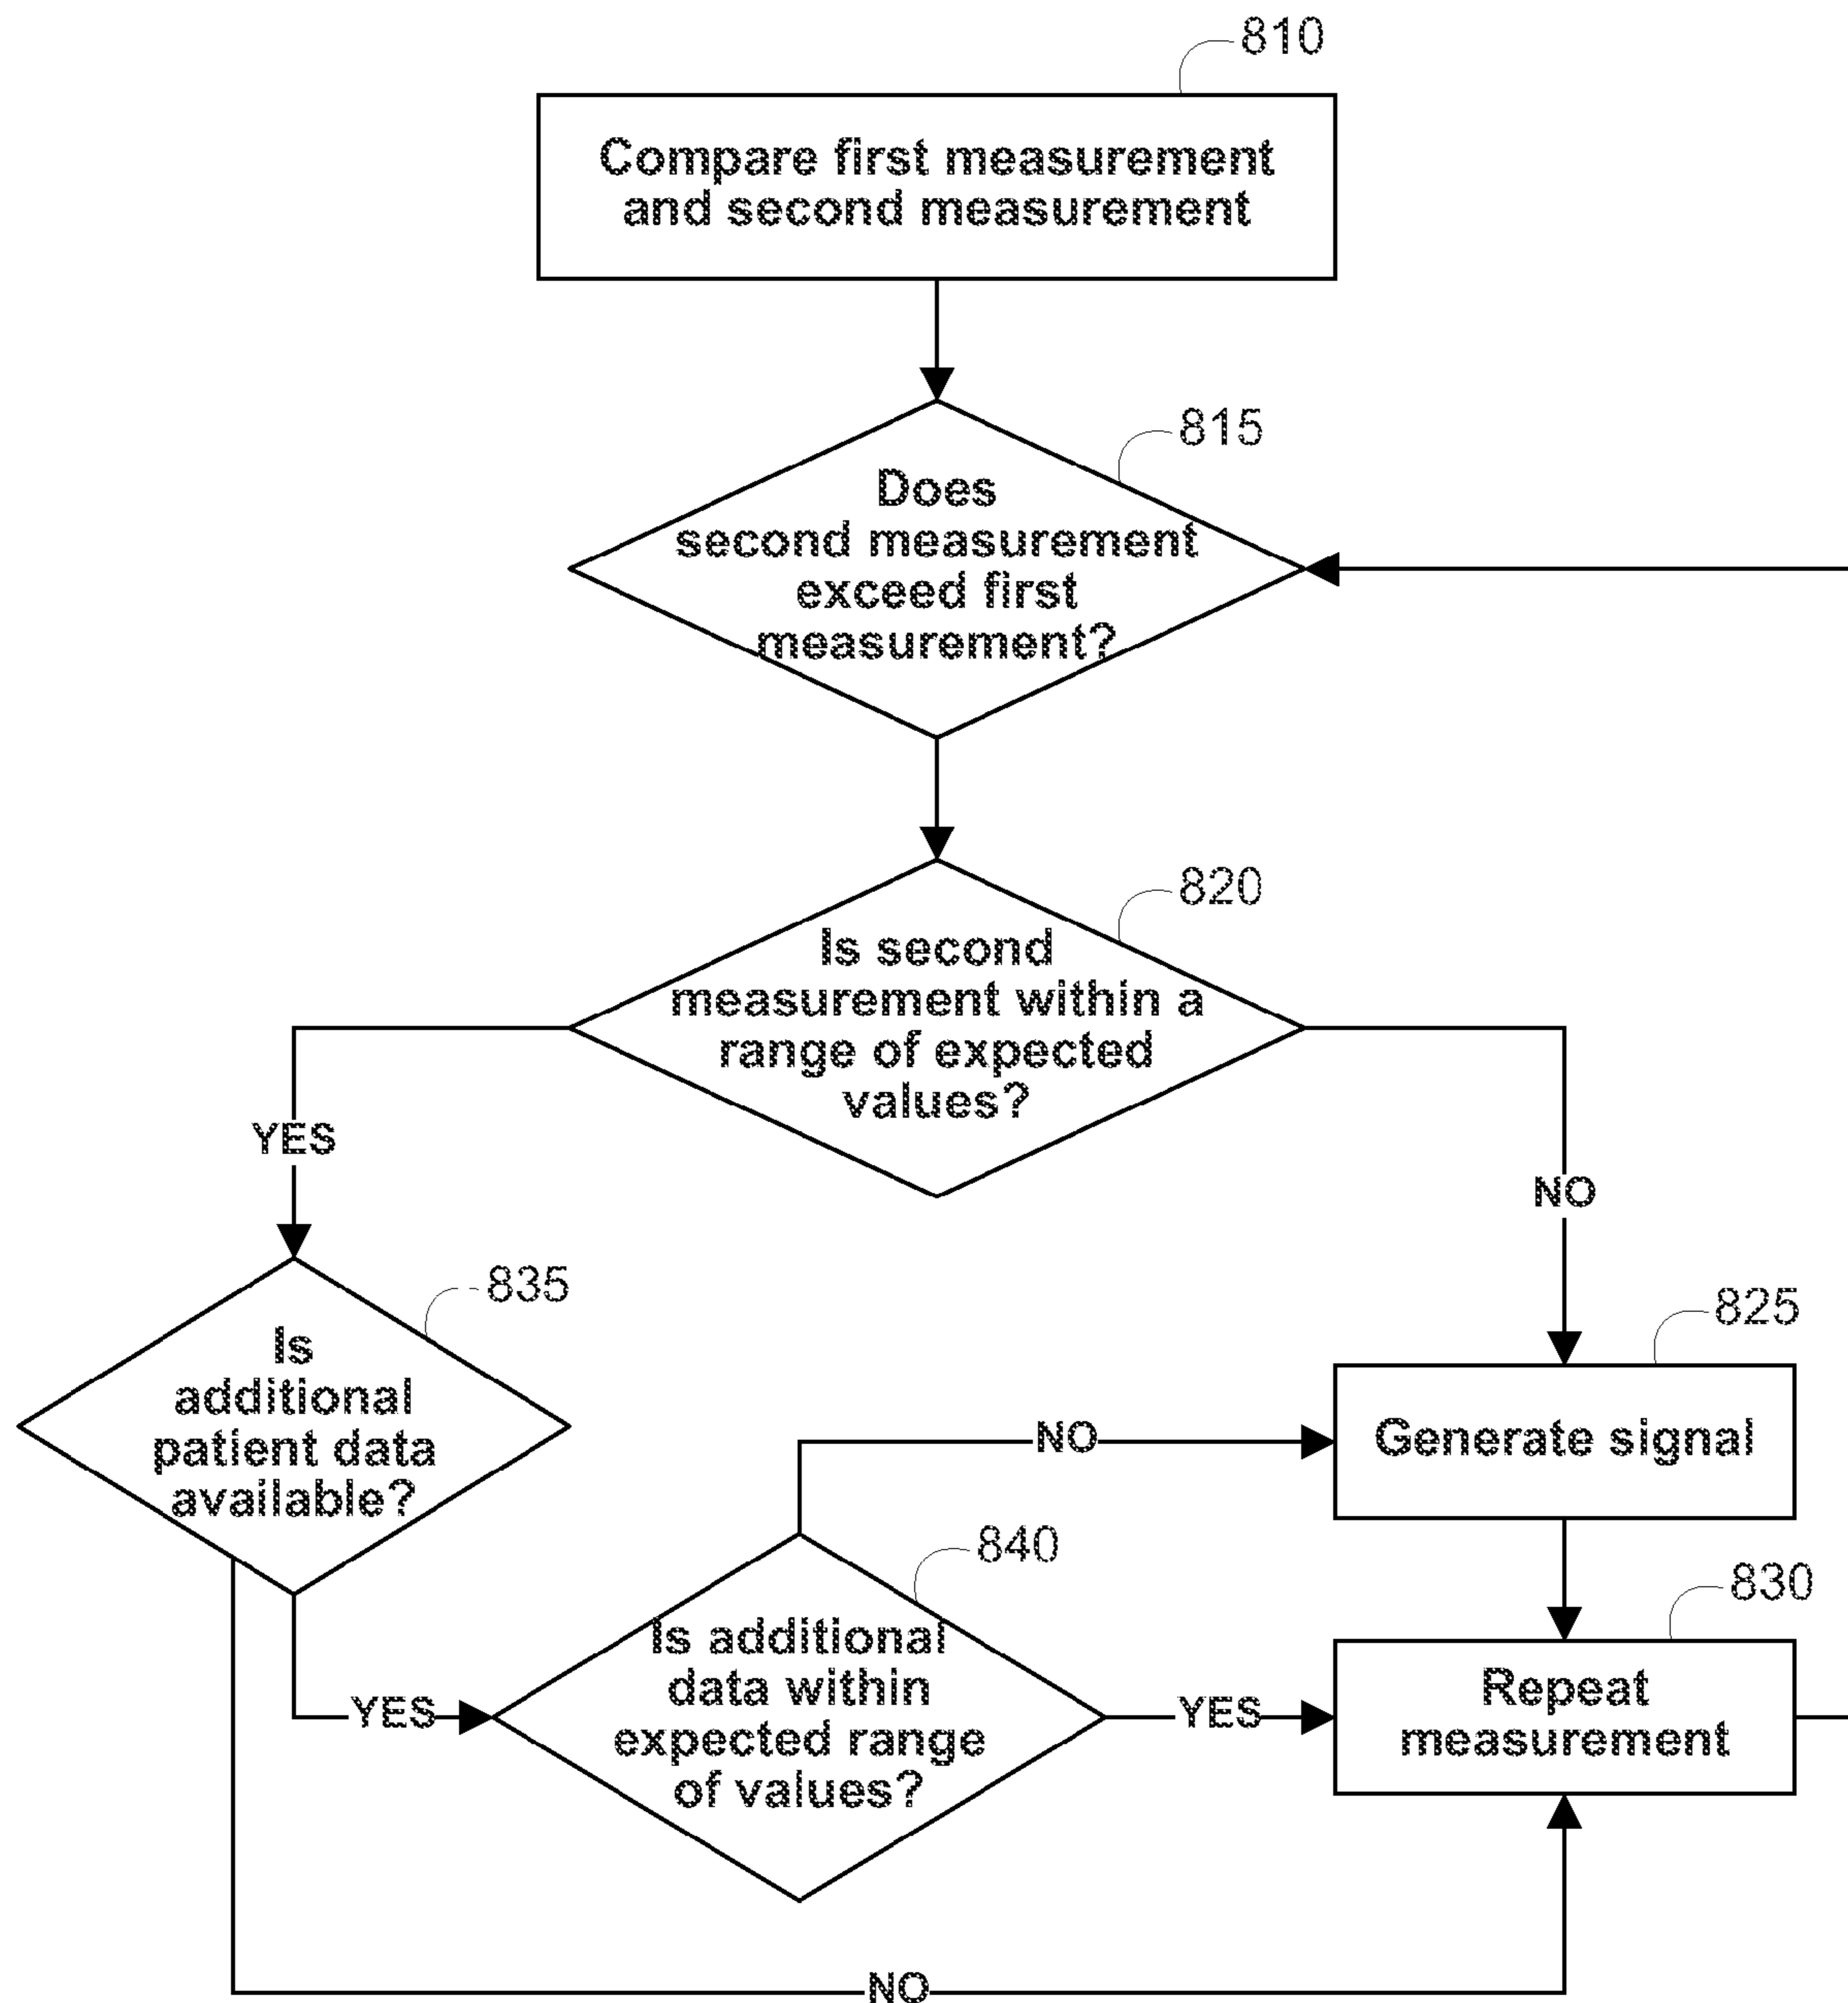 810
Compare first measurement
and second measurement
815
Does
second measurement
exceed first
measurement?
820
Is second
measurement within a
range of expected
values?
YES
NO
835
Is
additional
patient data
available?
825
Generate signal
NO
840
Is additional
data within
expected range
of values?
YES
YES
830
Repeat
measurement
NO